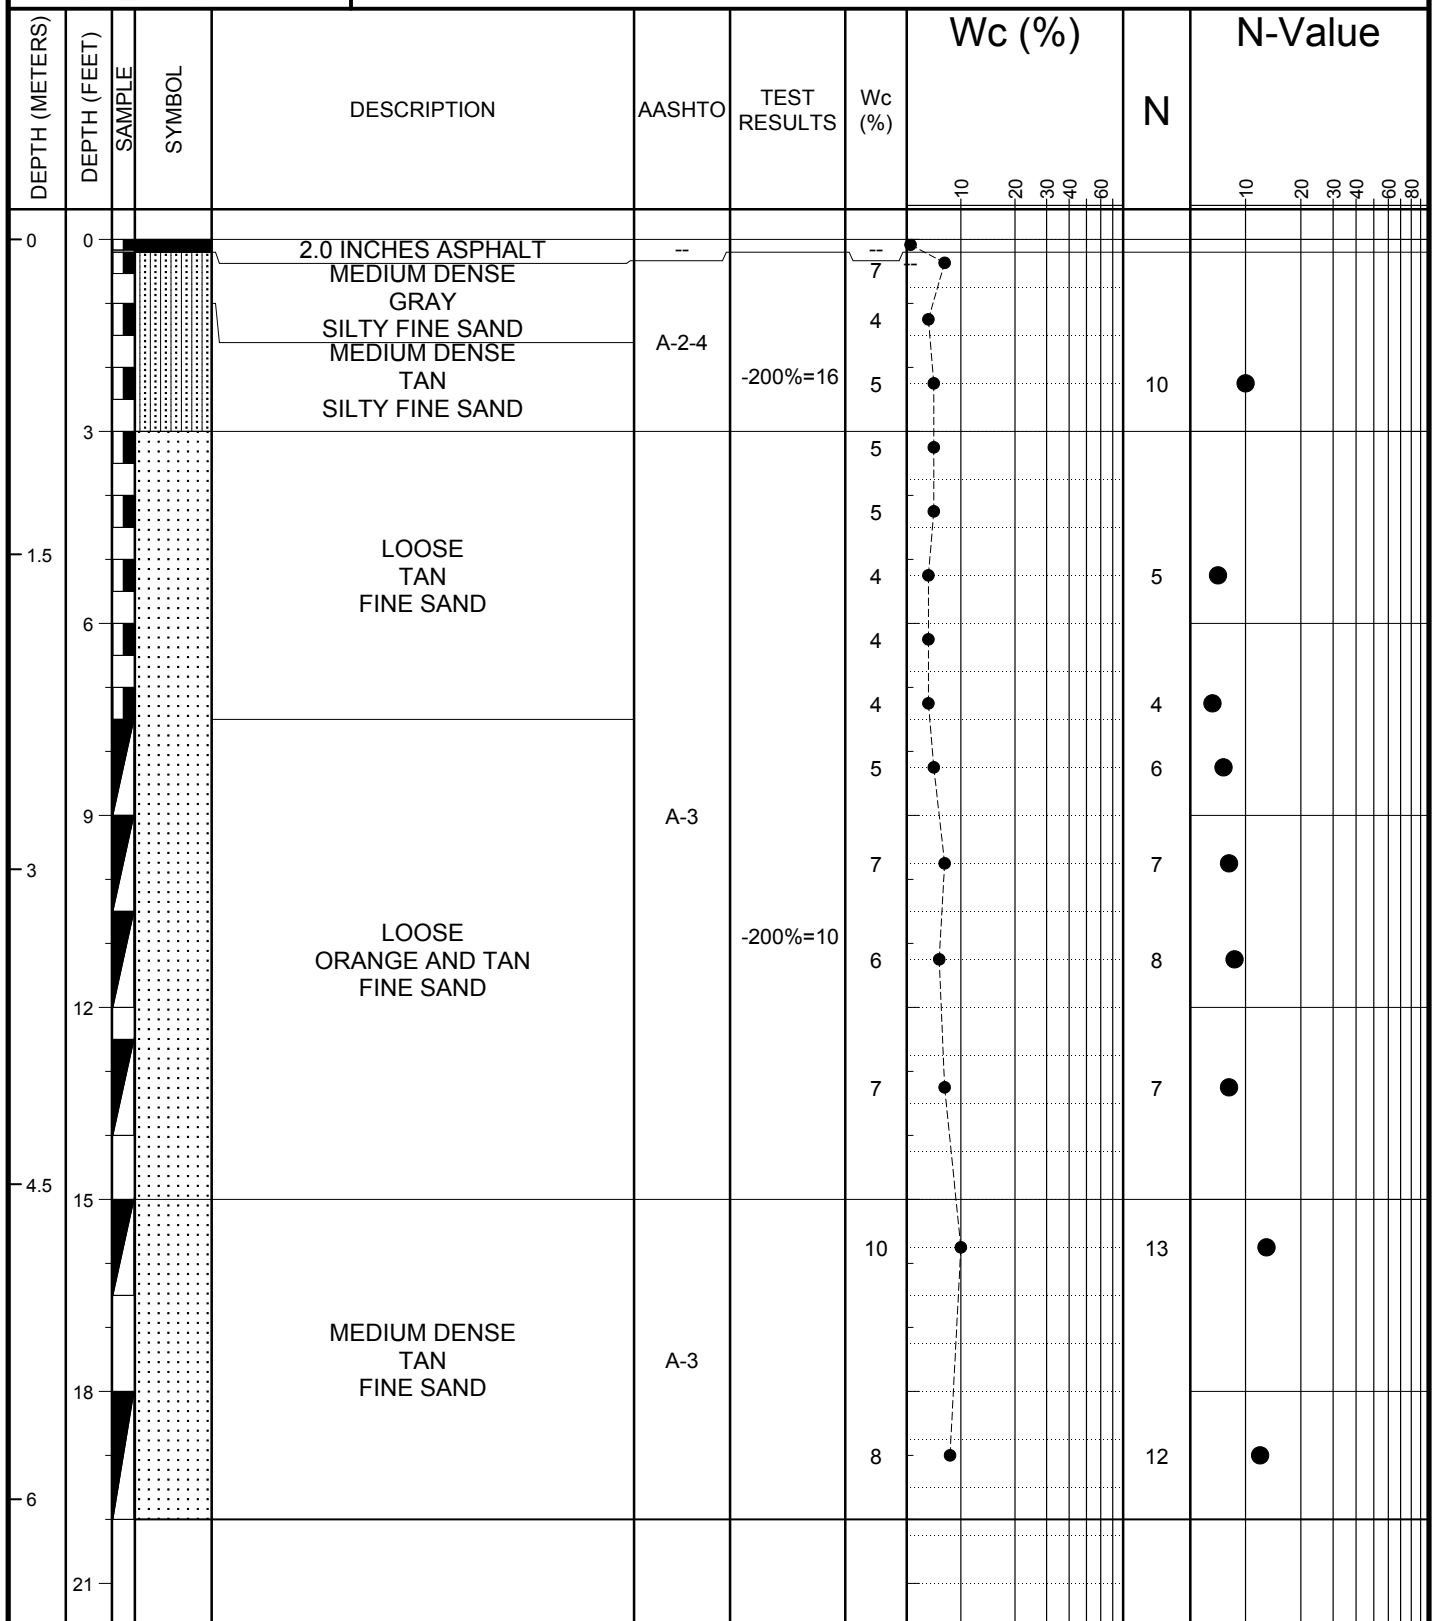 Wc (%)
N-Value
DEPTH (METERS)
DEPTH (FEET)
SAMPLE
SYMBOL
DESCRIPTION
AASHTO
TEST
RESULTS
Wc
(%)
N
10 20 30 40 60
10 20 30 40 60 80
0 0
2.0 INCHES ASPHALT -- --
MEDIUM DENSE
GRAY
SILTY FINE SAND
7 --
4
A-2-4
MEDIUM DENSE
TAN
SILTY FINE SAND
-200%=16 5 10
3
5
5
1.5
LOOSE
TAN
FINE SAND
4 5
6
4
4 4
5 6
9
A-3
3
7 7
LOOSE
ORANGE AND TAN
FINE SAND
-200%=10
6 8
12
7 7
4.5
15
10 13
MEDIUM DENSE
TAN
FINE SAND
A-3
18
8 12
6
21